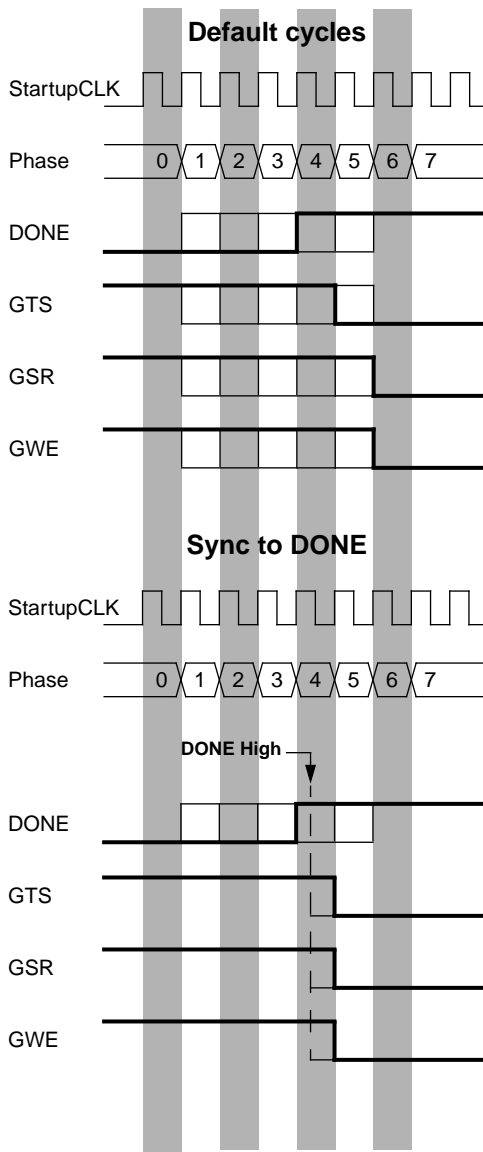 Default cycles
StartupCLK
Phase 0 1 2 3 4 5 6 7
DONE
GTS
GSR
GWE
Sync to DONE
StartupCLK
Phase 0 1 2 3 4 5 6 7
DONE High
DONE
GTS
GSR
GWE